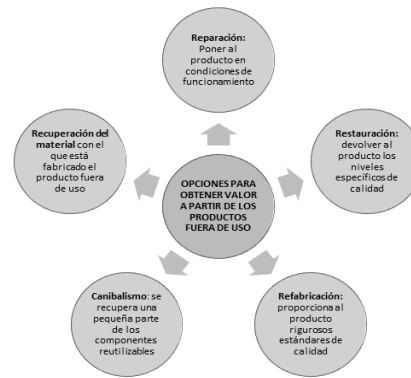 Reparación:
Poner al
producto en
condiciones de
funcionamiento
Recuperación del
material con el
que está
fabricado el
producto fuera
de uso
OPCIONES PARA
OBTENER VALOR
A PARTIR DE LOS
PRODUCTOS
FUERA DE USO
Restauración:
devolver al
producto los
niveles
específicos de
calidad
Canibalismo: se
recupera una
pequeña parte
de los
componentes
reutilizables
Refabricación:
proporciona al
producto
rigurosos
estándares de
calidad